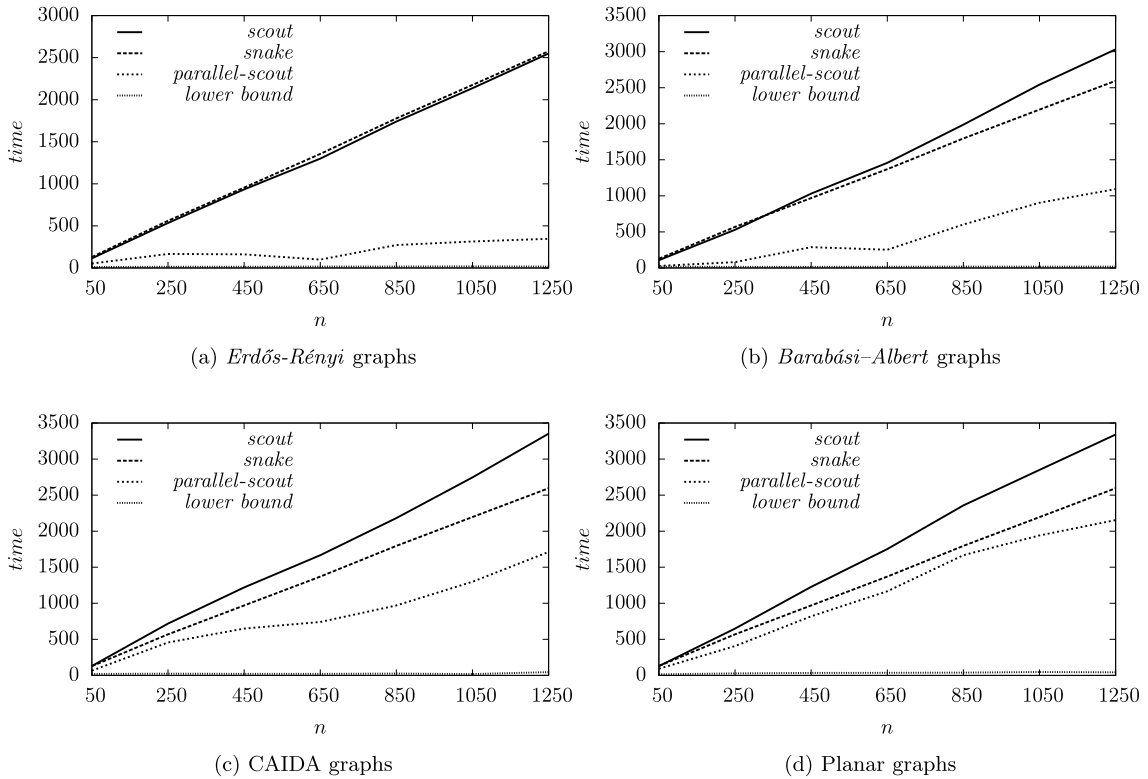 3000
2500
2000
1500
1000
500
0
time
scout
snake
parallel-scout
lower bound
50 250 450 650 850 1050 1250
n
(a) Erdős-Rényi graphs
3500
3000
2500
2000
1500
1000
500
0
time
scout
snake
parallel-scout
lower bound
50 250 450 650 850 1050 1250
n
(b) Barabási–Albert graphs
3500
3000
2500
2000
1500
1000
500
0
time
scout
snake
parallel-scout
lower bound
50 250 450 650 850 1050 1250
n
(c) CAIDA graphs
3500
3000
2500
2000
1500
1000
500
0
time
scout
snake
parallel-scout
lower bound
50 250 450 650 850 1050 1250
n
(d) Planar graphs